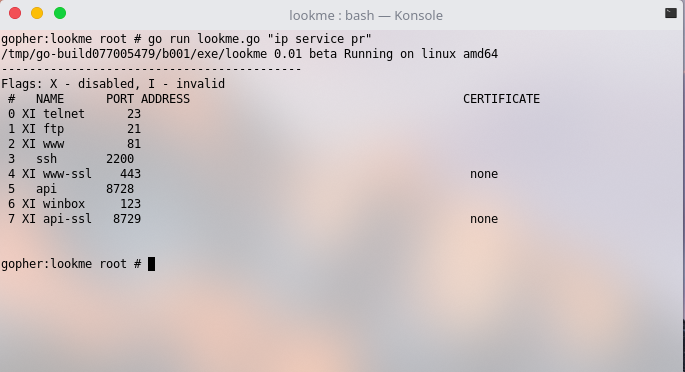 lookme : bash — Konsole
gopher:lookme root # go run lookme.go "ip service pr"
/tmp/go-build077005479/b001/exe/lookme 0.01 beta Running on linux amd64
-------------------------------------------
Flags: X - disabled, I - invalid
 #   NAME      PORT ADDRESS                                       CERTIFICATE
 0 XI telnet      23
 1 XI ftp         21
 2 XI www         81
 3   ssh       2200
 4 XI www-ssl    443                                               none
 5   api       8728
 6 XI winbox     123
 7 XI api-ssl   8729                                               none
gopher:lookme root #